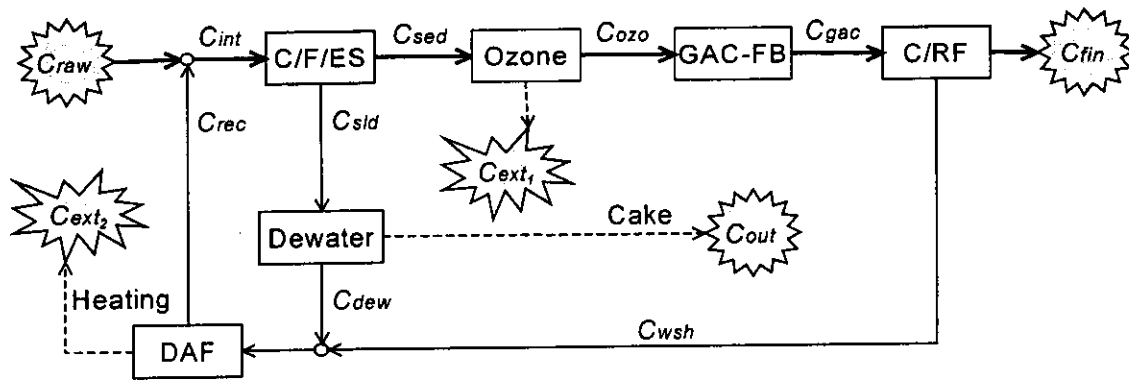 Cint
Csed
Cozo
Cgac
Craw
C/F/ES
Ozone
GAC-FB
C/RF
Cfin
Crec
Csld
Cext1
Cext2
Cake
Dewater
Cout
Heating
Cdew
Cwsh
DAF